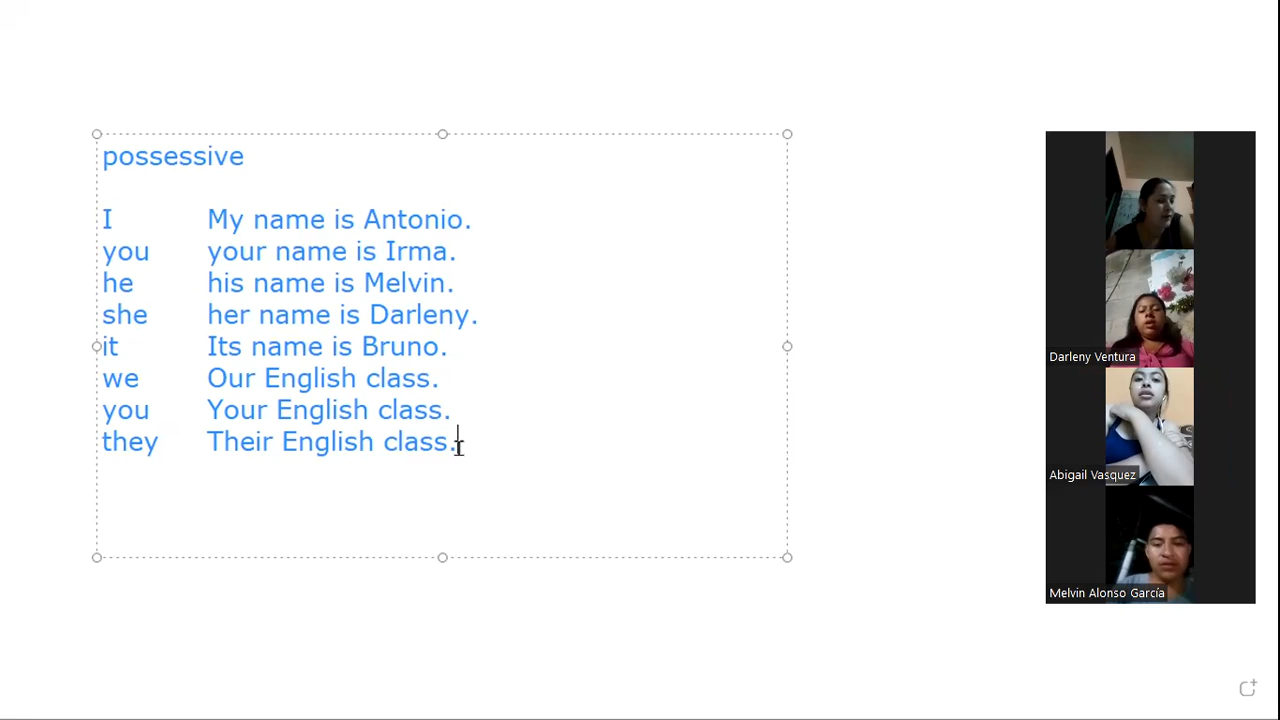 possessive
I My name is Antonio.
you your name is Irma.
he his name is Melvin.
she her name is Darleny.
it Its name is Bruno.
we Our English class.
you Your English class.
they Their English class.
Darleny Ventura
Abigail Vasquez
Melvin Alonso García